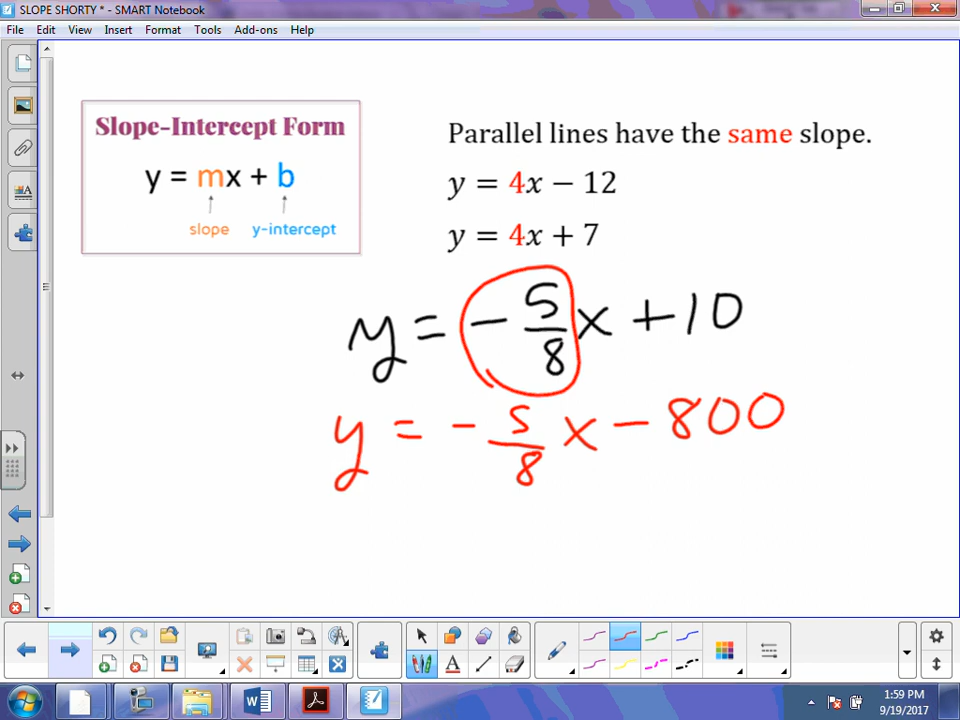 SLOPE SHORTY * - SMART Notebook
File Edit View Insert Format Tools Add-ons Help
Slope-Intercept Form
y = mx + b
slope y-intercept
Parallel lines have the same slope.
y = 4x − 12
y = 4x + 7
y = - 5/8 x + 10
y = - 5/8 x - 800
1:59 PM
9/19/2017